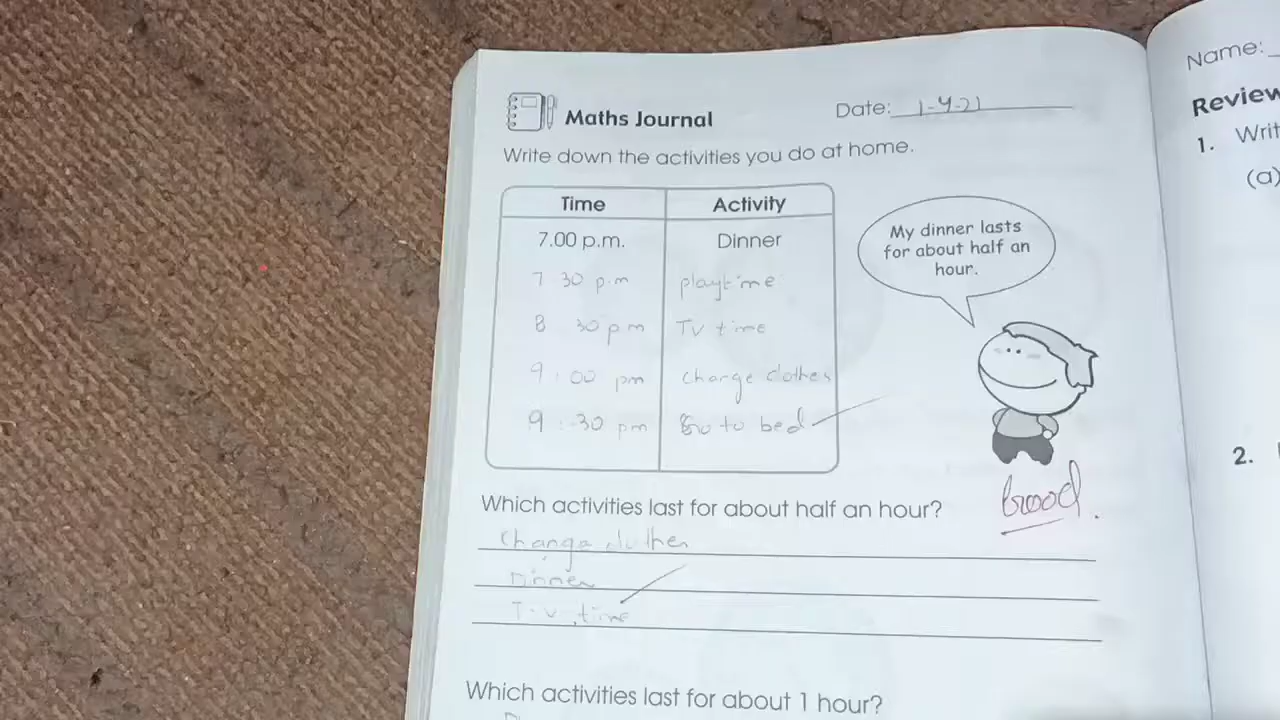 Maths Journal
Date: 1-4-21
Write down the activities you do at home.
Time Activity
7.00 p.m. Dinner
7 30 p.m playtime
8 30 pm TV time
9:00 pm change clothes
9:30 pm Go to bed
My dinner lasts
for about half an
hour.
Good.
Which activities last for about half an hour?
Change clothes
Dinner
T.v time
Which activities last for about 1 hour?
Name:
Review
1. Writ
(a)
2.